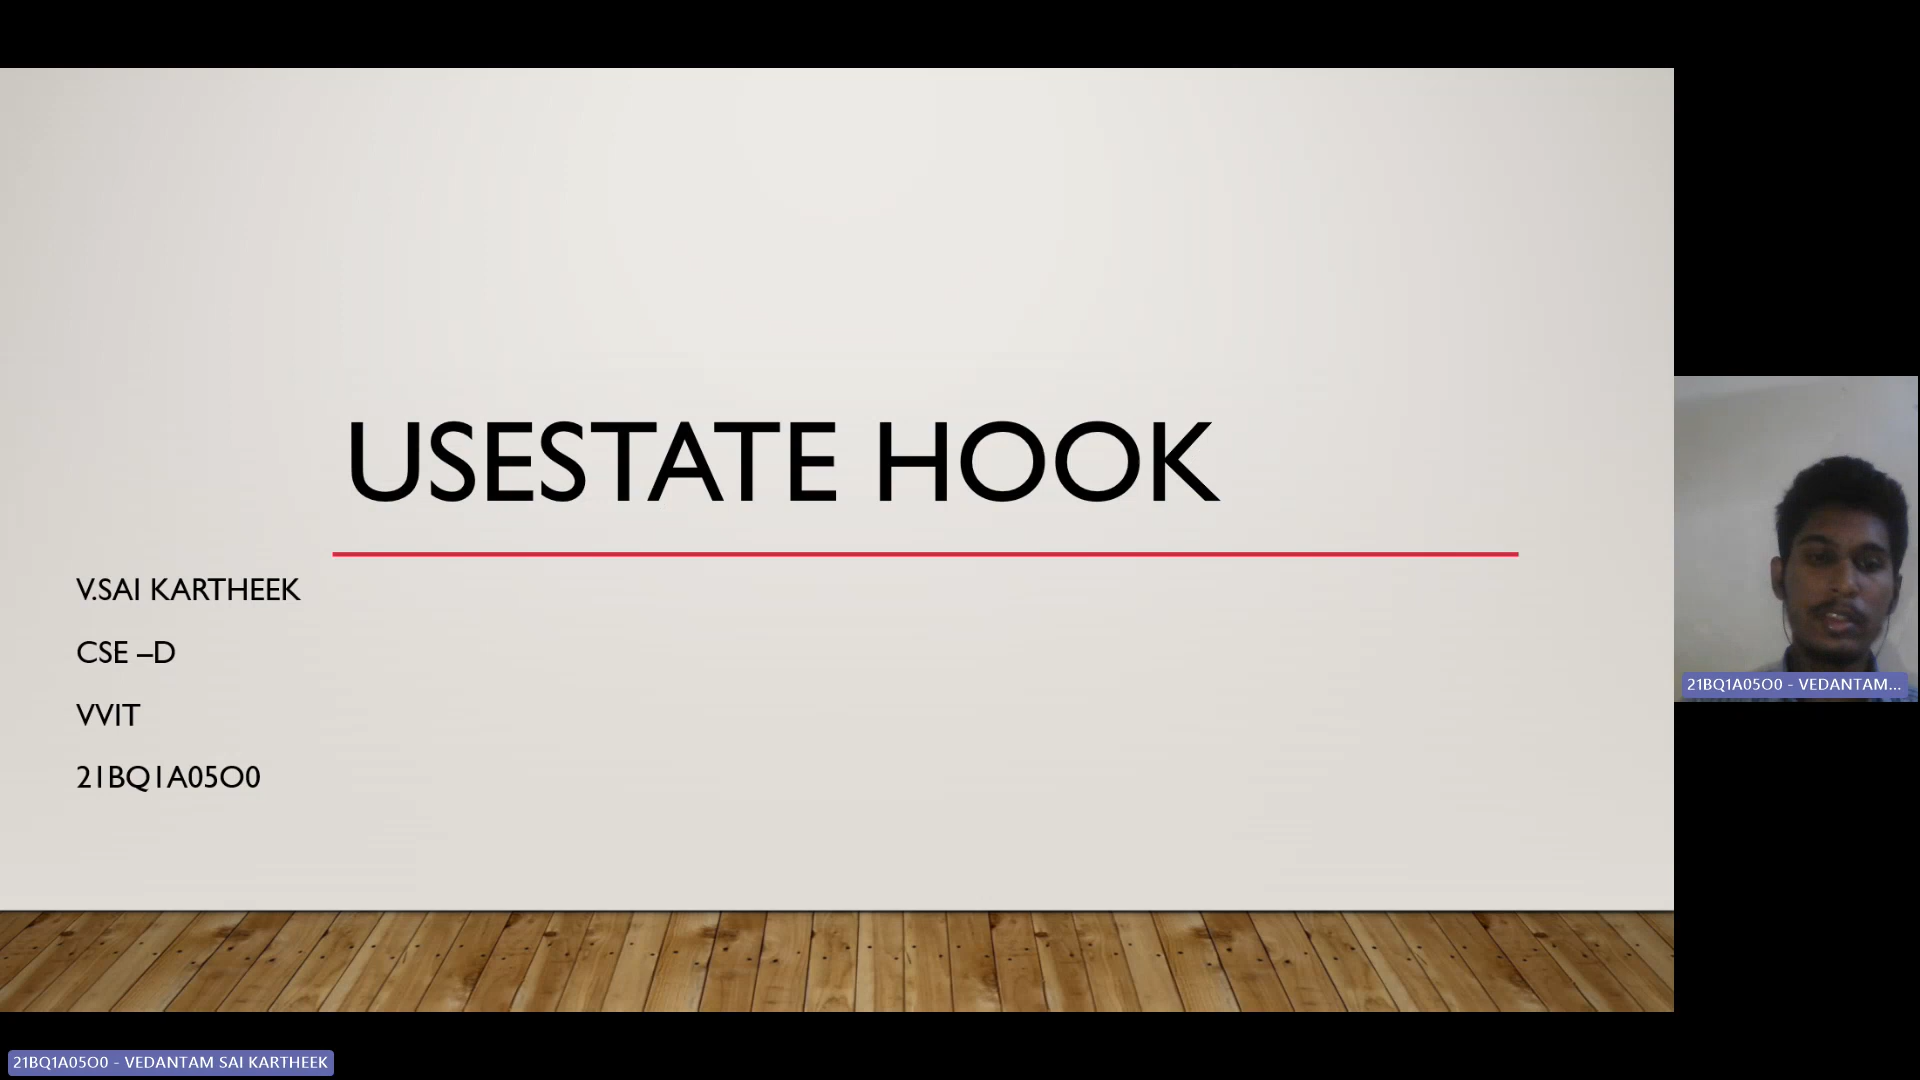 USESTATE HOOK
V.SAI KARTHEEK
CSE –D
VVIT
21BQ1A05O0
21BQ1A05O0 - VEDANTAM...
21BQ1A05O0 - VEDANTAM SAI KARTHEEK